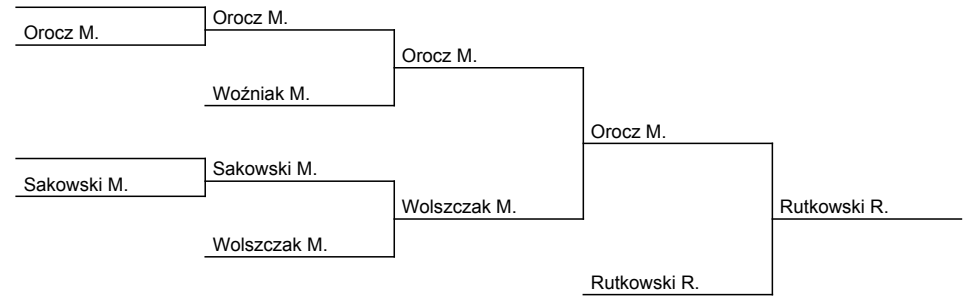 Orocz M.
Orocz M.
Orocz M.
Woźniak M.
Orocz M.
Sakowski M.
Sakowski M.
Wolszczak M.
Rutkowski R.
Wolszczak M.
Rutkowski R.